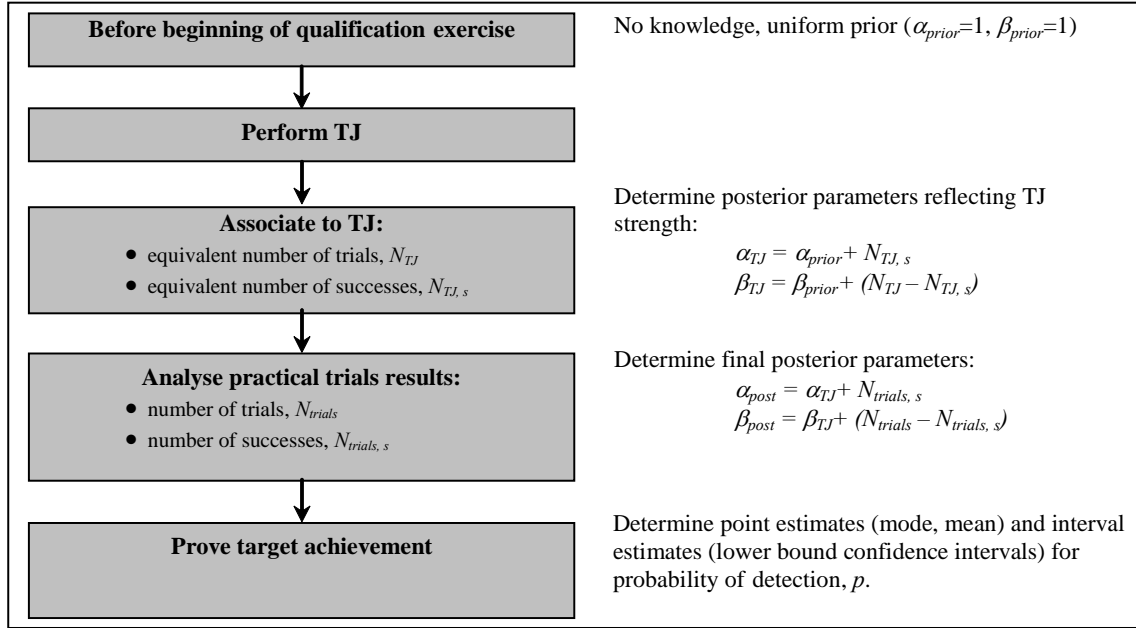 Before beginning of qualification exercise
No knowledge, uniform prior (αprior=1, βprior=1)
Perform TJ
Associate to TJ:
• equivalent number of trials, NTJ
• equivalent number of successes, NTJ, s
Determine posterior parameters reflecting TJ
strength:
αTJ = αprior+ NTJ, s
βTJ = βprior+ (NTJ – NTJ, s)
Analyse practical trials results:
• number of trials, Ntrials
• number of successes, Ntrials, s
Determine final posterior parameters:
αpost = αTJ+ Ntrials, s
βpost = βTJ+ (Ntrials – Ntrials, s)
Prove target achievement
Determine point estimates (mode, mean) and interval
estimates (lower bound confidence intervals) for
probability of detection, p.